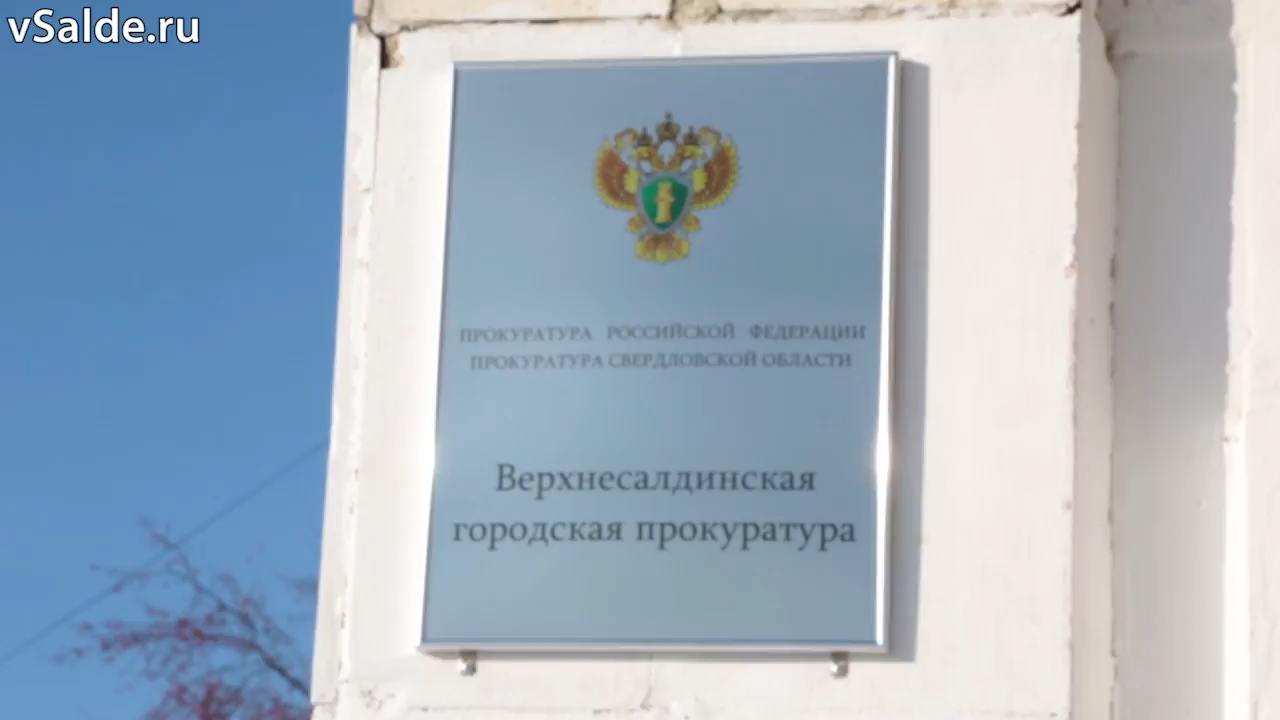 vSalde.ru
ПРОКУРАТУРА РОССИЙСКОЙ ФЕДЕРАЦИИ
ПРОКУРАТУРА СВЕРДЛОВСКОЙ ОБЛАСТИ
Верхнесалдинская
городская прокуратура